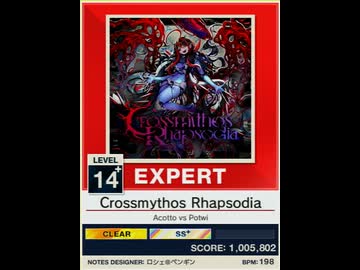 Crossmythos
Rhapsodia
LEVEL
14+
EXPERT
Crossmythos Rhapsodia
Acotto vs Potwi
CLEAR
SS+
SCORE: 1,005,802
NOTES DESIGNER: ロシェ@ペンギン
BPM: 198